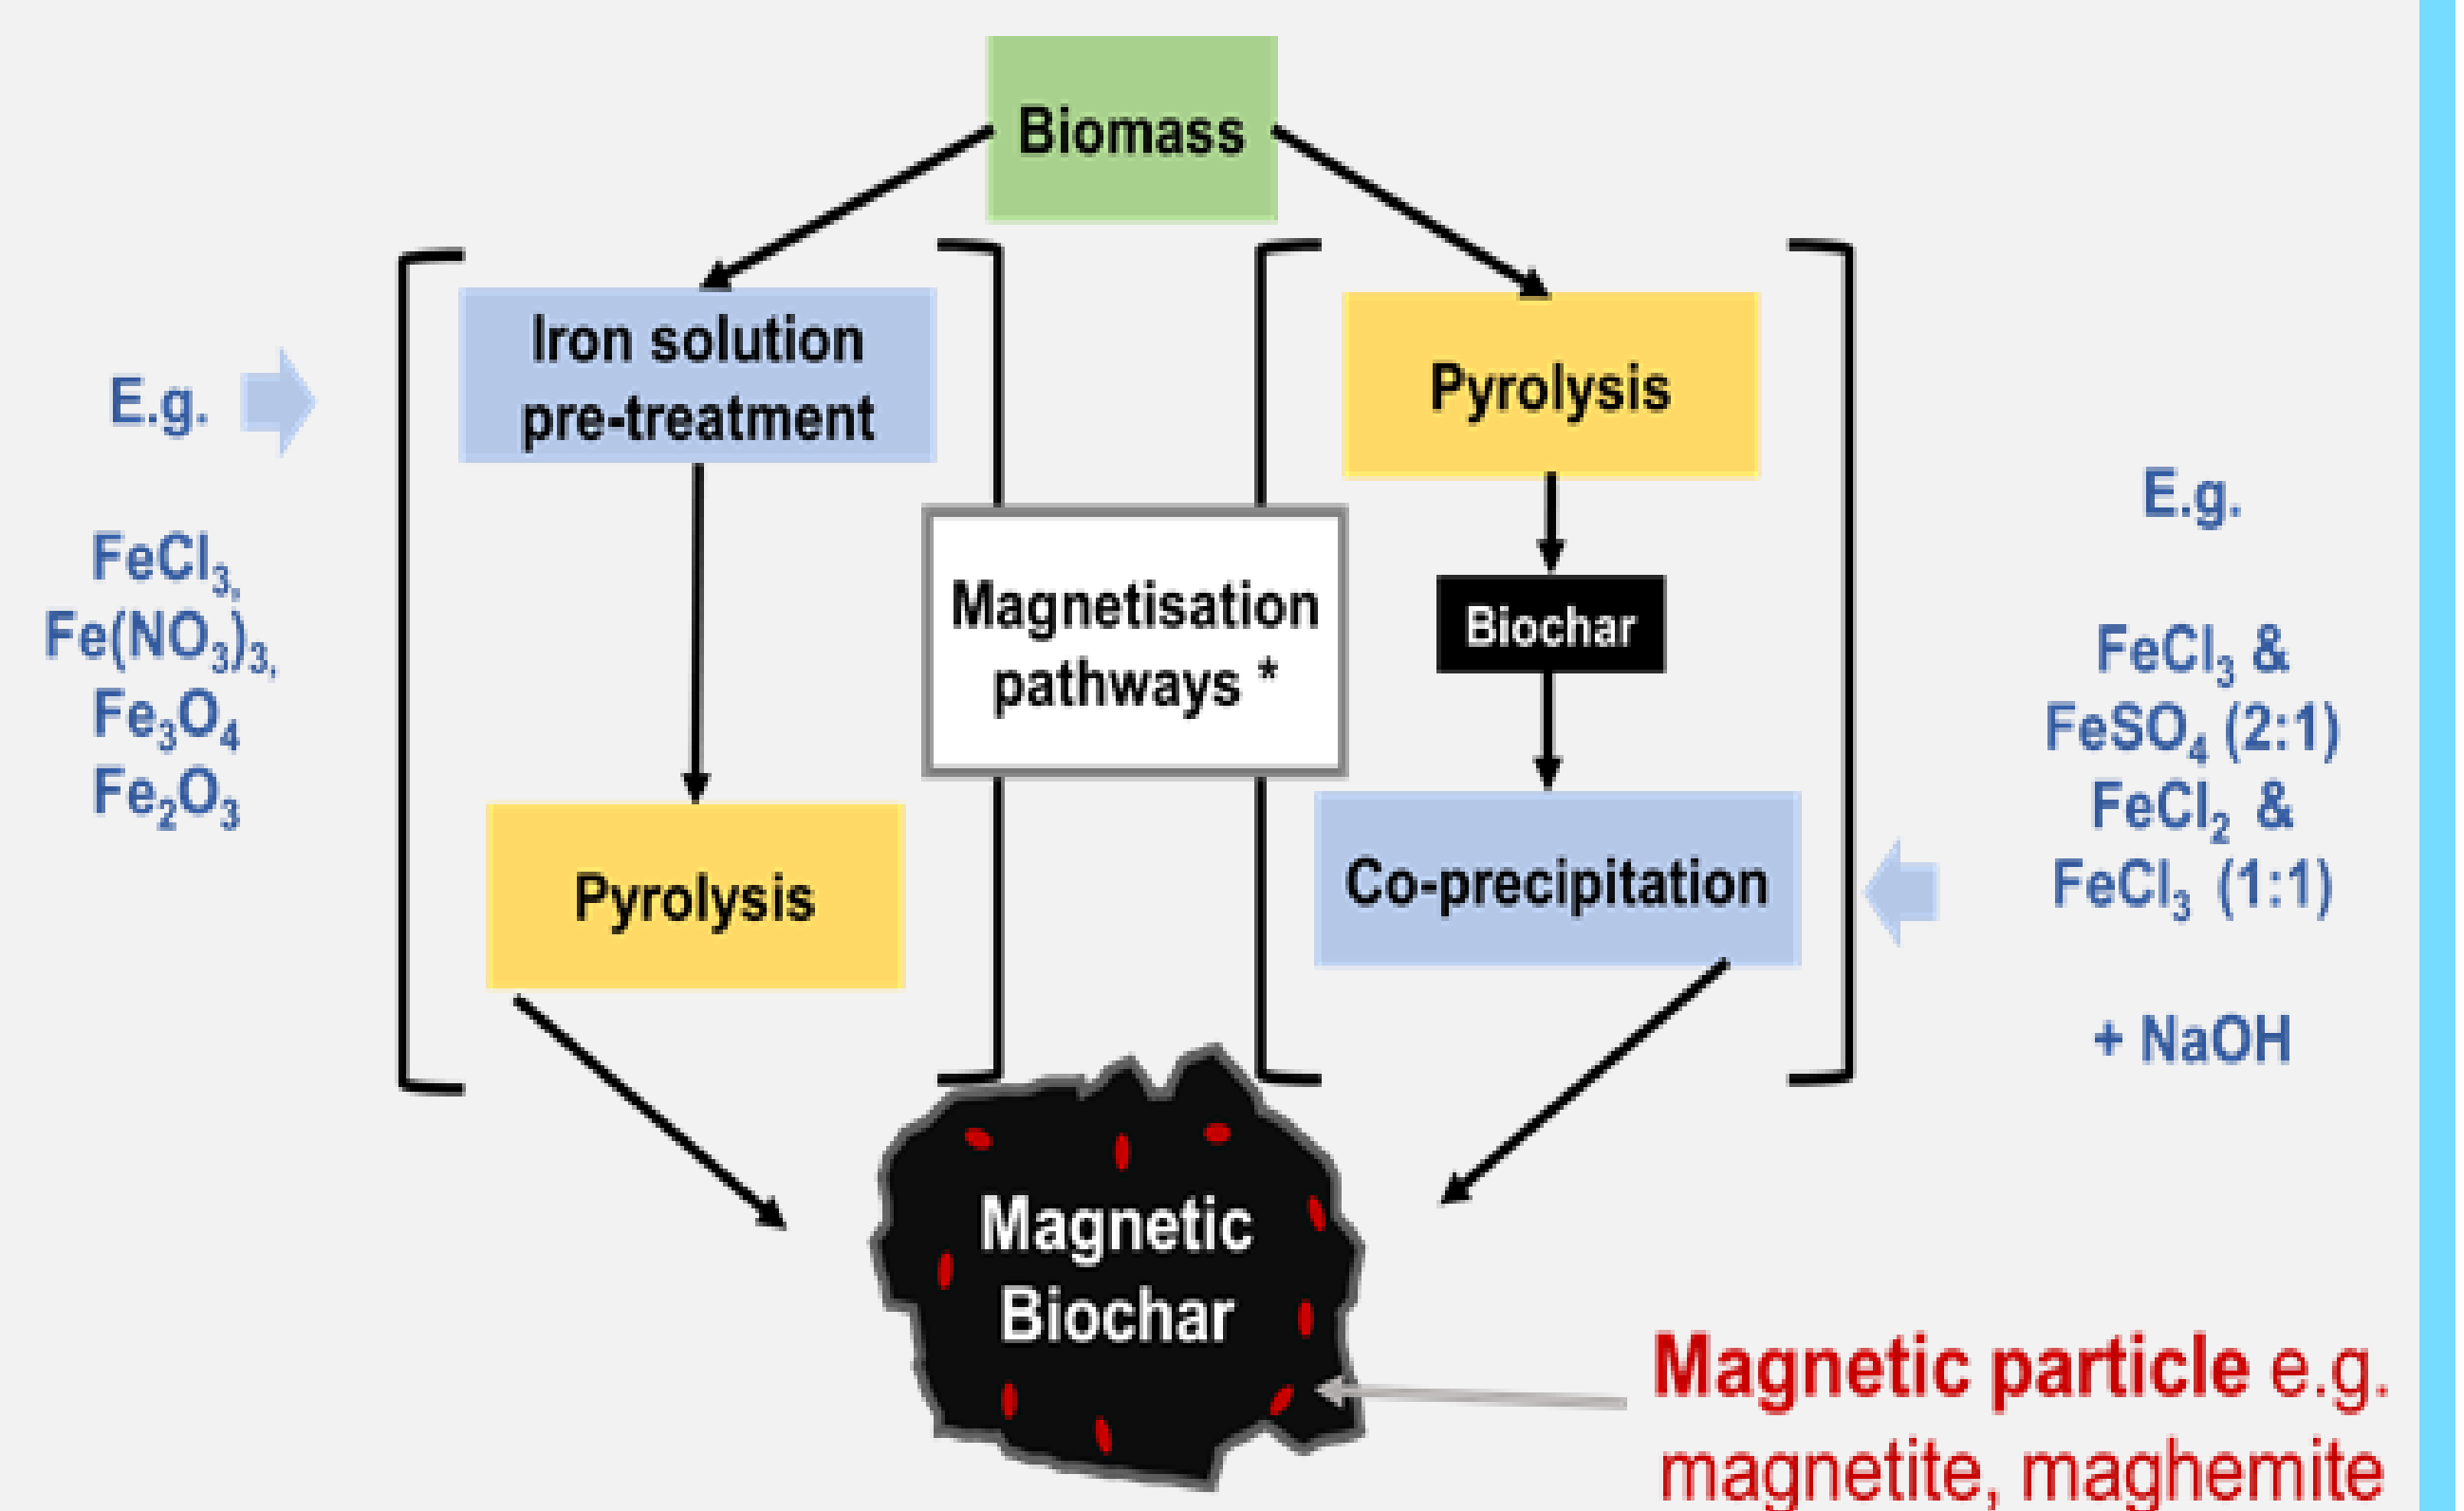 Biomass
Iron solution
pre-treatment
Pyrolysis
E.g.
FeCl₃,
Fe(NO₃)₃,
Fe₃O₄
Fe₂O₃
Magnetisation
pathways *
Pyrolysis
Biochar
Co-precipitation
E.g.
FeCl₃ &
FeSO₄ (2:1)
FeCl₂ &
FeCl₃ (1:1)
+ NaOH
Magnetic
Biochar
Magnetic particle e.g.
magnetite, maghemite